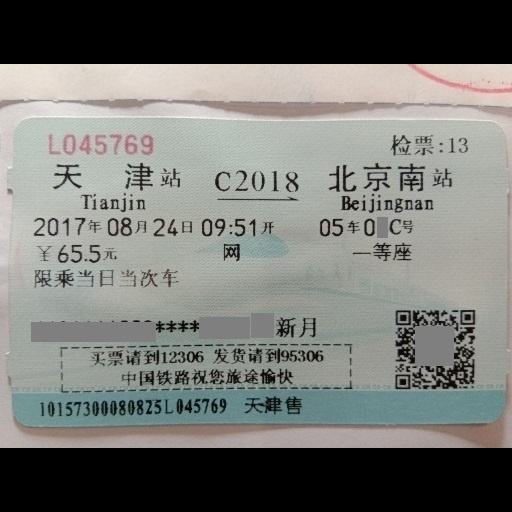 L045769 检票:13
天津站 C2018 北京南站
Tianjin Beijingnan
2017年08月24日09:51开 05车0 C号
￥65.5元 网 一等座
限乘当日当次车
****新月
买票请到12306 发货请到95306
中国铁路祝您旅途愉快
10157300080825L045769 天津售